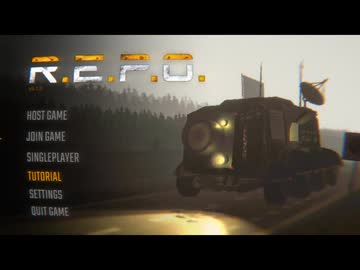 R.E.P.O.
HOST GAME
JOIN GAME
SINGLEPLAYER
TUTORIAL
SETTINGS
QUIT GAME